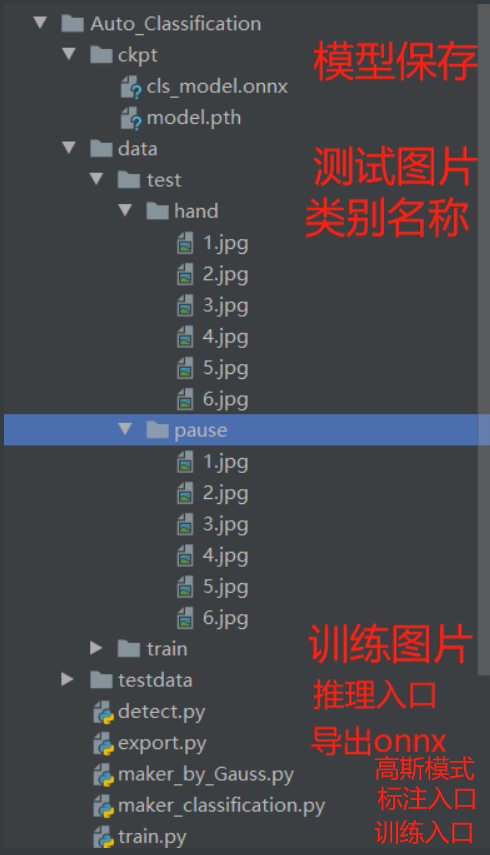 Auto_Classification
ckpt 模型保存
cls_model.onnx
model.pth
data
test 测试图片
hand 类别名称
1.jpg
2.jpg
3.jpg
4.jpg
5.jpg
6.jpg
pause
1.jpg
2.jpg
3.jpg
4.jpg
5.jpg
6.jpg
train 训练图片
testdata
detect.py 推理入口
export.py 导出onnx
maker_by_Gauss.py 高斯模式
maker_classification.py 标注入口
train.py 训练入口